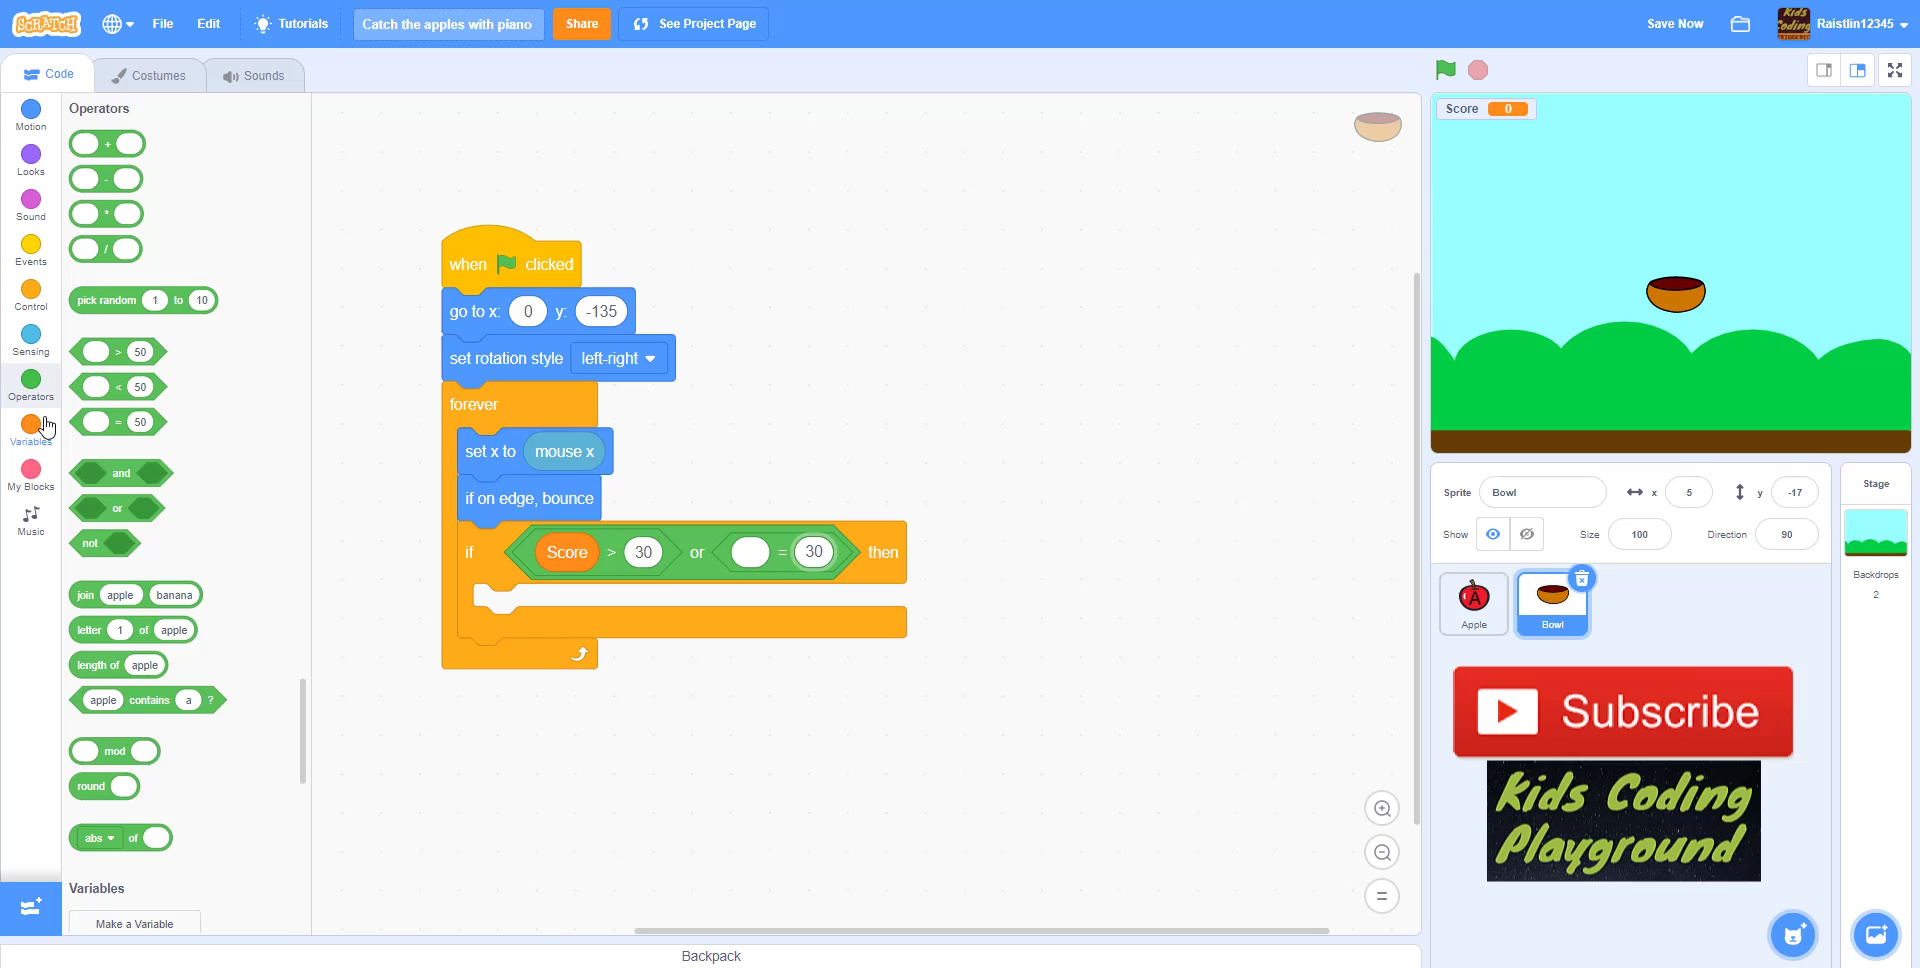 SCRATCH File Edit Tutorials Catch the apples with piano Share See Project Page Save Now Kids Coding Raistlin12345
Code Costumes Sounds
Motion
Looks
Sound
Events
Control
Sensing
Operators
Variables
My Blocks
Music
Operators
+
-
*
/
pick random 1 to 10
> 50
< 50
= 50
and
or
not
join apple banana
letter 1 of apple
length of apple
apple contains a ?
mod
round
abs of
Variables
Make a Variable
when clicked
go to x: 0 y: -135
set rotation style left-right
forever
set x to mouse x
if on edge, bounce
if Score > 30 or = 30 then
Backpack
Score 0
Sprite Bowl x 5 y -17
Show Size 100 Direction 90
A
Apple
Bowl
Stage
Backdrops
2
Subscribe
Kids Coding
Playground